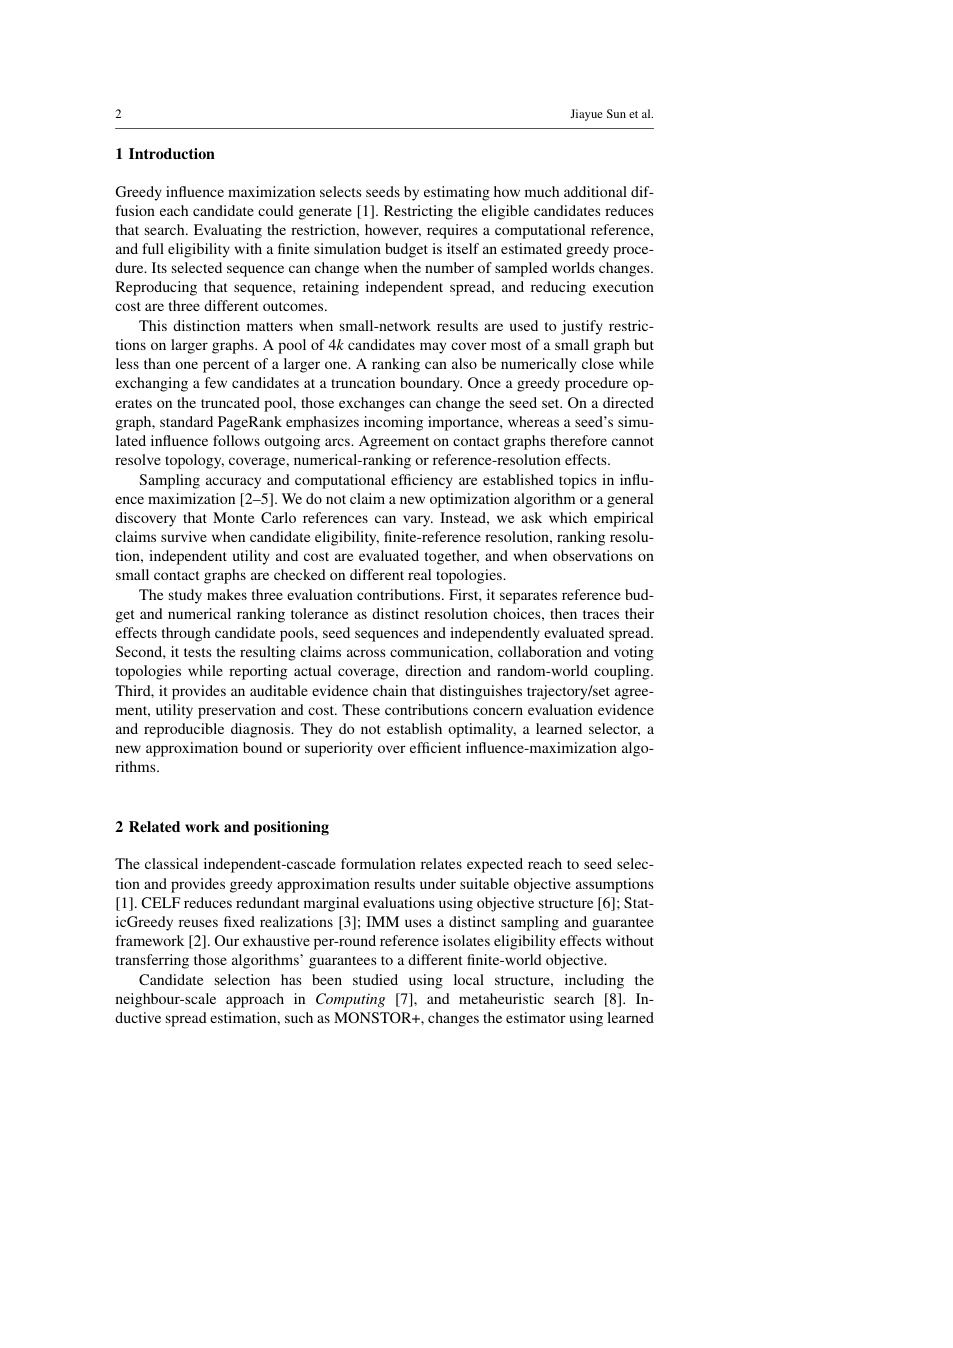 2 Jiayue Sun et al.
1 Introduction
Greedy influence maximization selects seeds by estimating how much additional dif-
fusion each candidate could generate [1]. Restricting the eligible candidates reduces
that search. Evaluating the restriction, however, requires a computational reference,
and full eligibility with a finite simulation budget is itself an estimated greedy proce-
dure. Its selected sequence can change when the number of sampled worlds changes.
Reproducing that sequence, retaining independent spread, and reducing execution
cost are three different outcomes.
This distinction matters when small-network results are used to justify restric-
tions on larger graphs. A pool of 4k candidates may cover most of a small graph but
less than one percent of a larger one. A ranking can also be numerically close while
exchanging a few candidates at a truncation boundary. Once a greedy procedure op-
erates on the truncated pool, those exchanges can change the seed set. On a directed
graph, standard PageRank emphasizes incoming importance, whereas a seed's simu-
lated influence follows outgoing arcs. Agreement on contact graphs therefore cannot
resolve topology, coverage, numerical-ranking or reference-resolution effects.
Sampling accuracy and computational efficiency are established topics in influ-
ence maximization [2–5]. We do not claim a new optimization algorithm or a general
discovery that Monte Carlo references can vary. Instead, we ask which empirical
claims survive when candidate eligibility, finite-reference resolution, ranking resolu-
tion, independent utility and cost are evaluated together, and when observations on
small contact graphs are checked on different real topologies.
The study makes three evaluation contributions. First, it separates reference bud-
get and numerical ranking tolerance as distinct resolution choices, then traces their
effects through candidate pools, seed sequences and independently evaluated spread.
Second, it tests the resulting claims across communication, collaboration and voting
topologies while reporting actual coverage, direction and random-world coupling.
Third, it provides an auditable evidence chain that distinguishes trajectory/set agree-
ment, utility preservation and cost. These contributions concern evaluation evidence
and reproducible diagnosis. They do not establish optimality, a learned selector, a
new approximation bound or superiority over efficient influence-maximization algo-
rithms.
2 Related work and positioning
The classical independent-cascade formulation relates expected reach to seed selec-
tion and provides greedy approximation results under suitable objective assumptions
[1]. CELF reduces redundant marginal evaluations using objective structure [6]; Stat-
icGreedy reuses fixed realizations [3]; IMM uses a distinct sampling and guarantee
framework [2]. Our exhaustive per-round reference isolates eligibility effects without
transferring those algorithms' guarantees to a different finite-world objective.
Candidate selection has been studied using local structure, including the
neighbour-scale approach in Computing [7], and metaheuristic search [8]. In-
ductive spread estimation, such as MONSTOR+, changes the estimator using learned